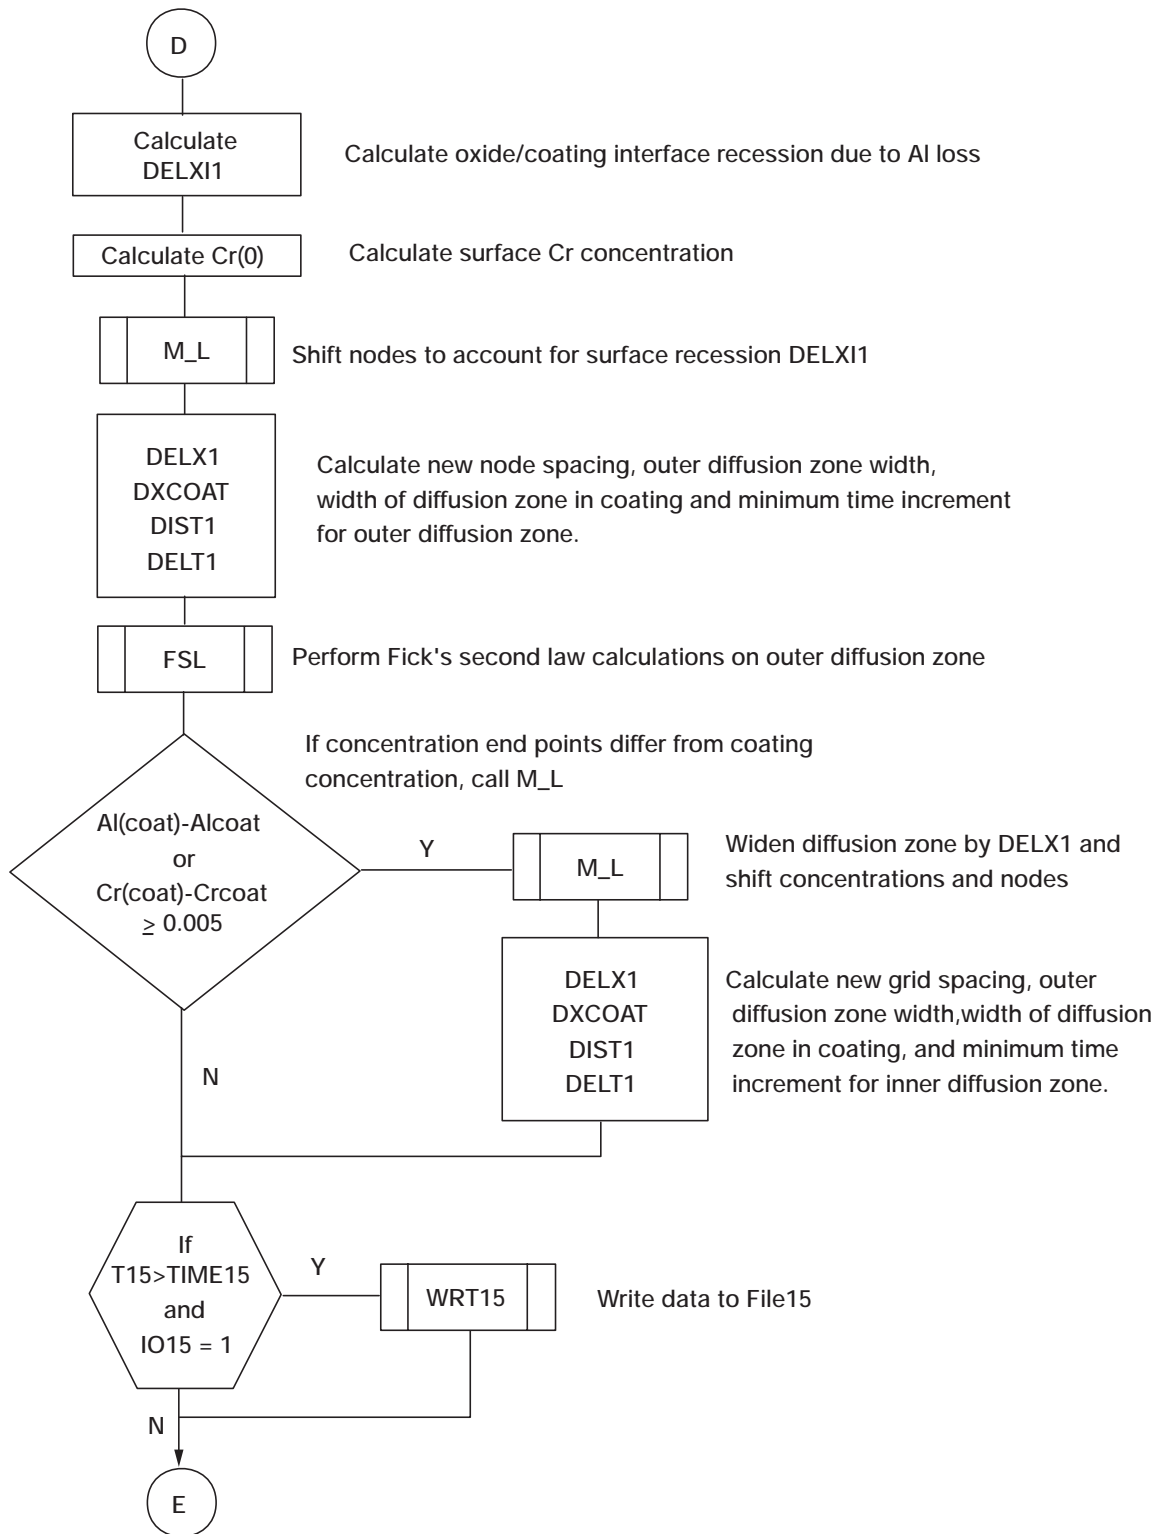 D
Calculate
DELXI1
Calculate oxide/coating interface recession due to Al loss
Calculate Cr(0)
Calculate surface Cr concentration
M_L
Shift nodes to account for surface recession DELXI1
DELX1
DXCOAT
DIST1
DELT1
Calculate new node spacing, outer diffusion zone width,
width of diffusion zone in coating and minimum time increment
for outer diffusion zone.
FSL
Perform Fick's second law calculations on outer diffusion zone
If concentration end points differ from coating
concentration, call M_L
Al(coat)-Alcoat
or
Cr(coat)-Crcoat
≥ 0.005
Y
M_L
Widen diffusion zone by DELX1 and
shift concentrations and nodes
DELX1
DXCOAT
DIST1
DELT1
Calculate new grid spacing, outer
diffusion zone width,width of diffusion
zone in coating, and minimum time
increment for inner diffusion zone.
N
If
T15>TIME15
and
IO15 = 1
Y
WRT15
Write data to File15
N
E